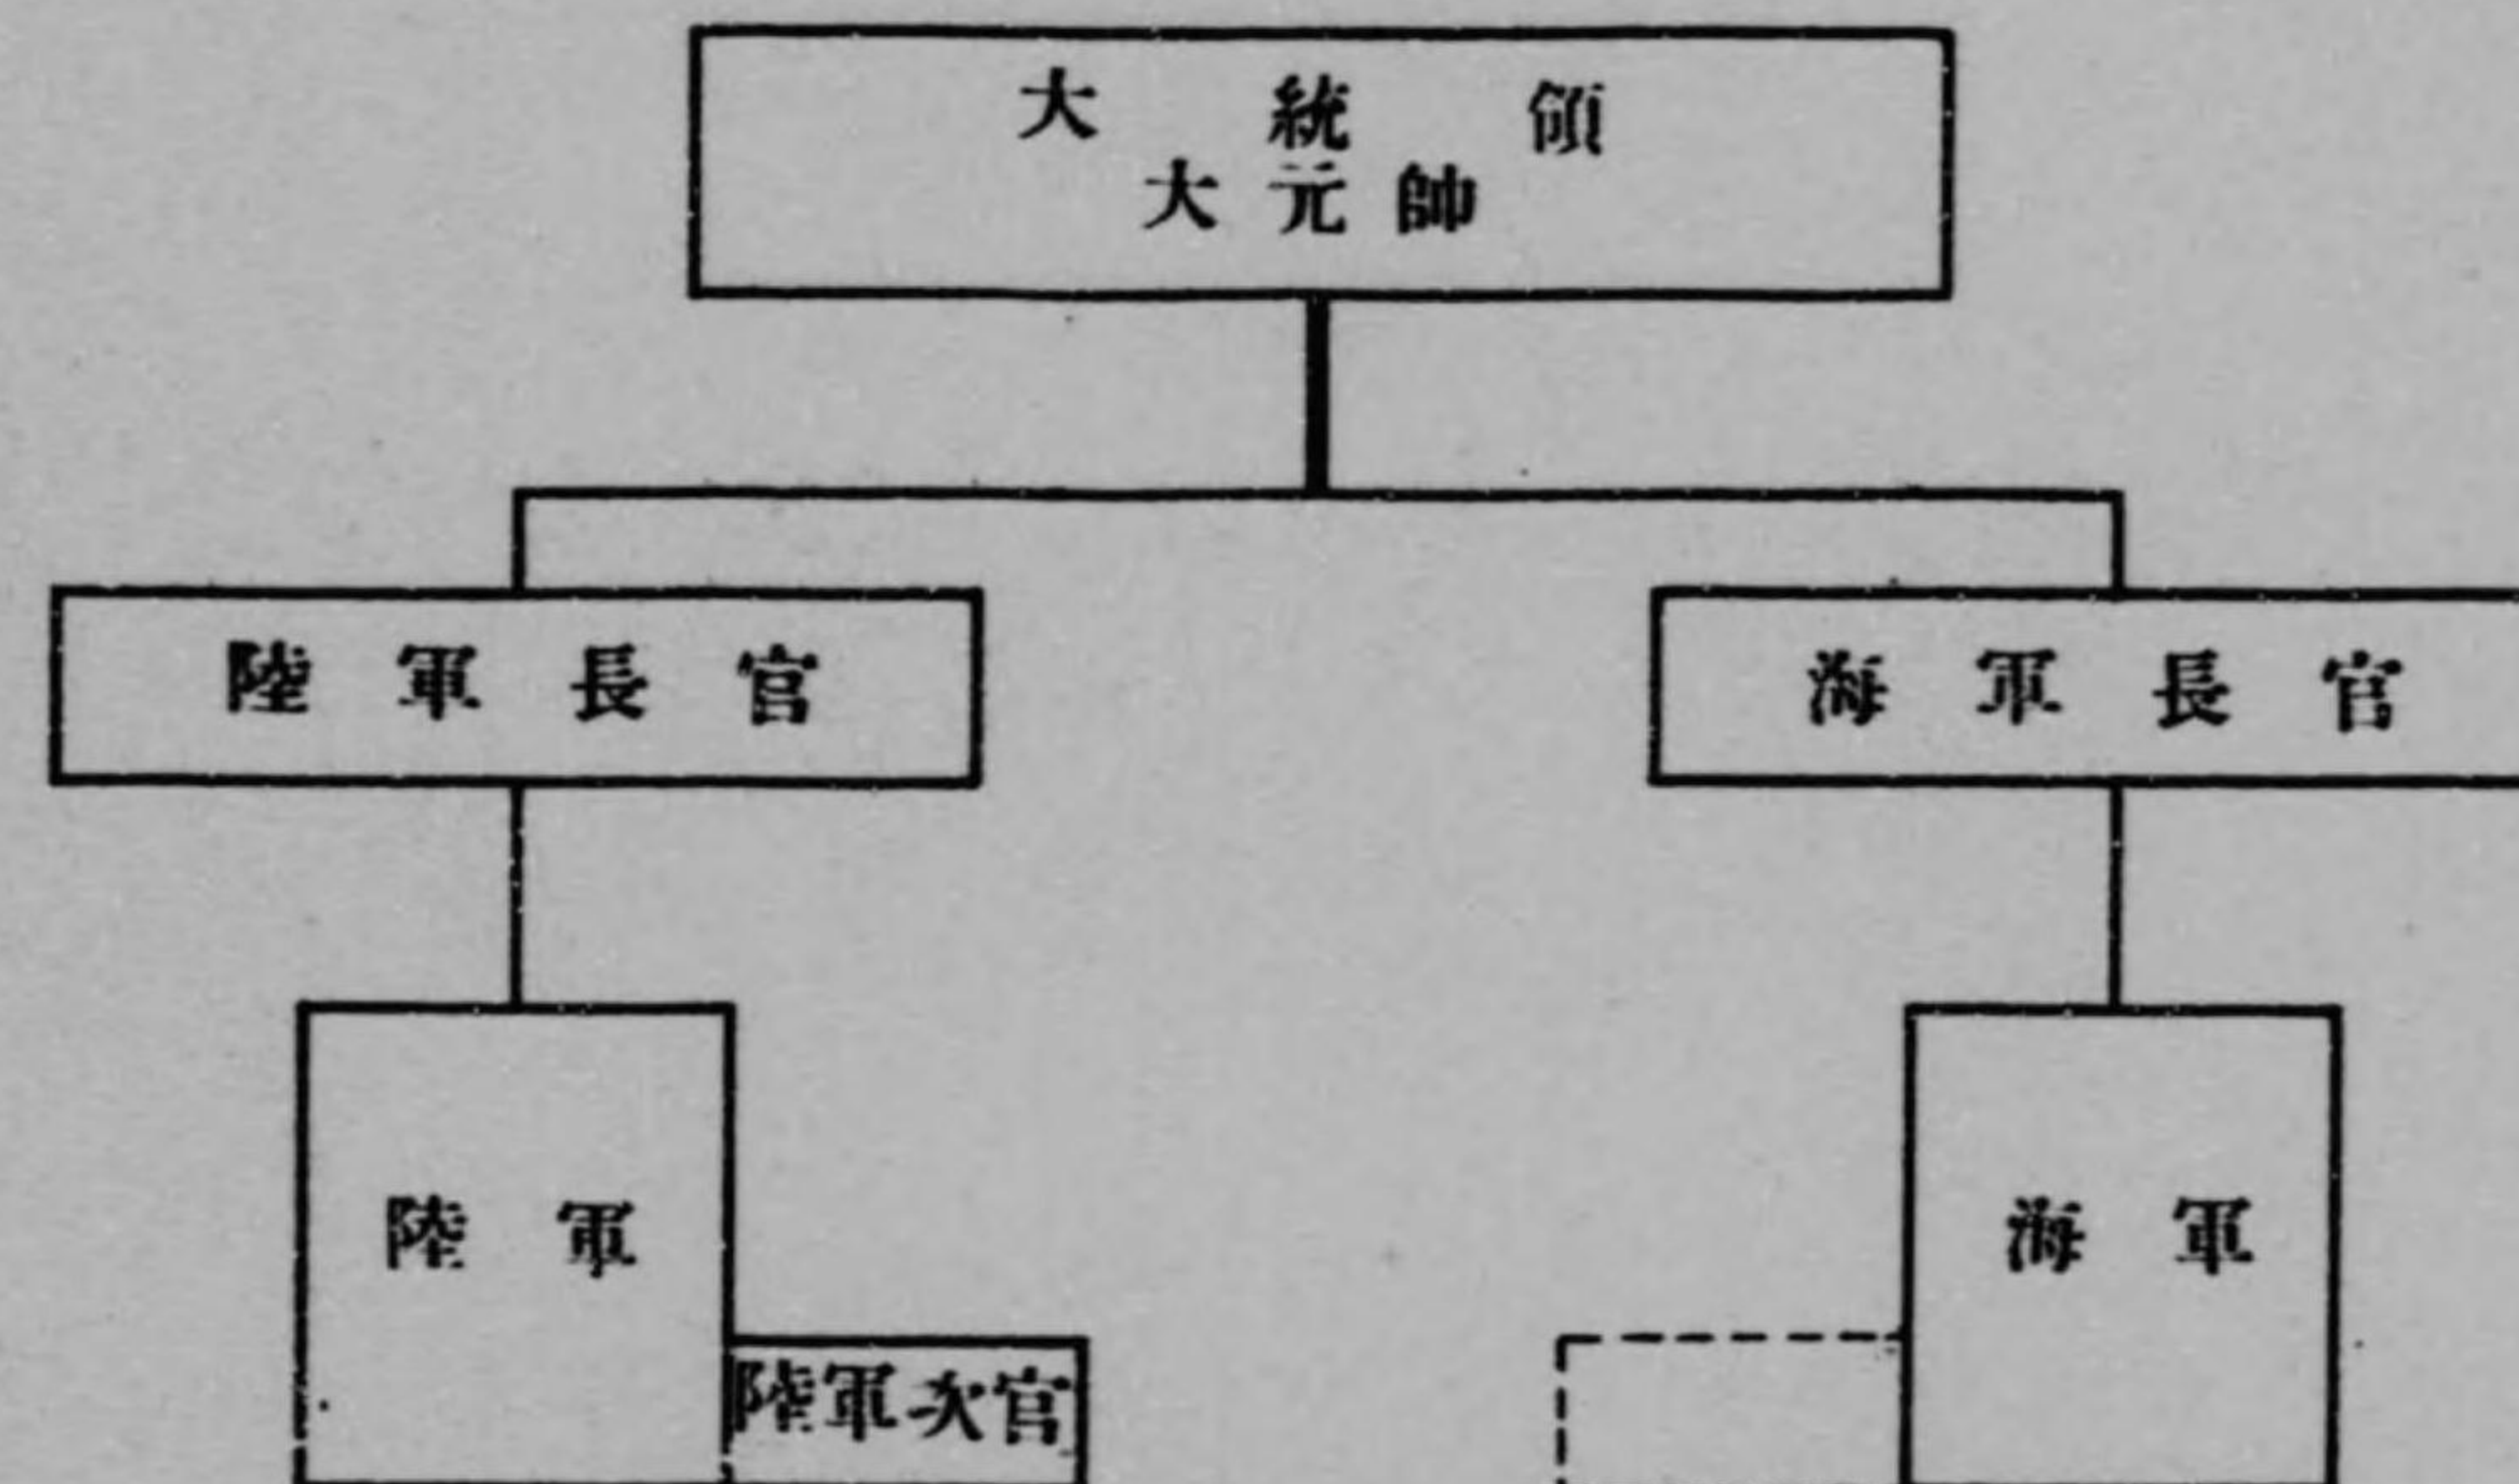 大統領
大元帥
陸軍長官
海軍長官
陸軍
海軍
陸軍次官